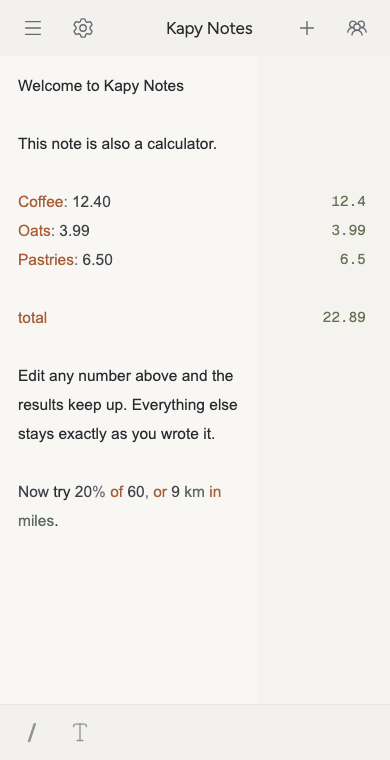 Kapy Notes
Welcome to Kapy Notes
This note is also a calculator.
Coffee: 12.40 12.4
Oats: 3.99 3.99
Pastries: 6.50 6.5
total 22.89
Edit any number above and the
results keep up. Everything else
stays exactly as you wrote it.
Now try 20% of 60, or 9 km in
miles.
/ T